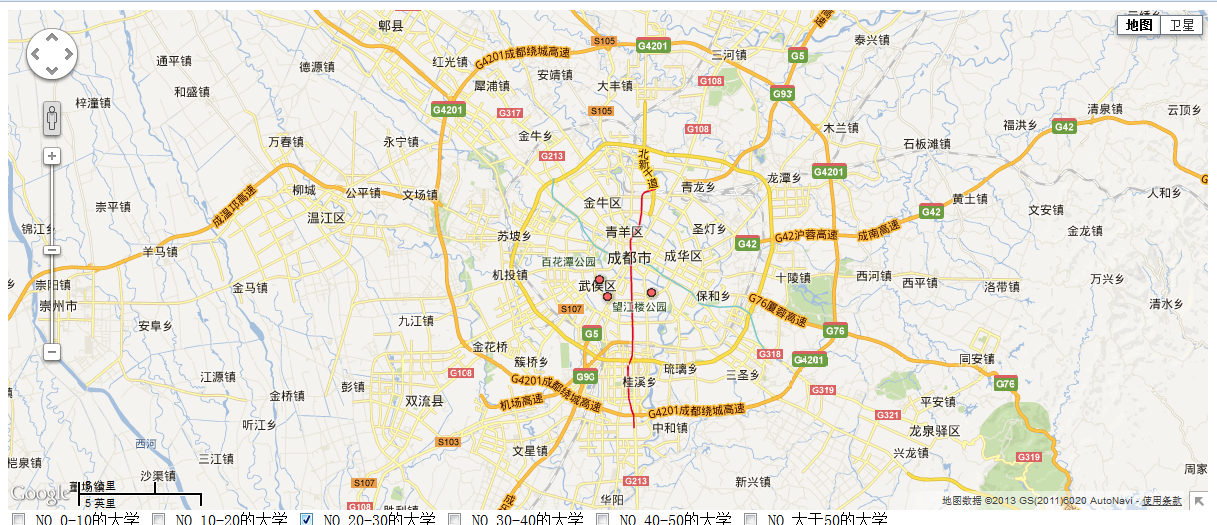 郫县
S105
G4201
G4201成都绕城高速
三河镇
G5
泰兴镇
地图
卫星
通平镇
德源镇
红光镇
安靖镇
犀浦镇
大丰镇
G108
G93
和盛镇
梓潼镇
G4201
G317
S105
清泉镇
云顶乡
福洪乡
G42
万春镇
永宁镇
金牛乡
G108
木兰镇
石板滩镇
G213
北新干道
G4201
龙潭乡
青龙乡
柳城
公平镇
文场镇
成温邛高速
金牛区
黄土镇
人和乡
崇平镇
温江区
G42
文安镇
锦江乡
苏坡乡
青羊区
圣灯乡
G42
G42沪蓉高速
成南高速
金龙镇
羊马镇
百花潭公园
成都市
成华区
机投镇
十陵镇
西河镇
西平镇
洛带镇
万兴乡
崇阳镇
金马镇
武侯区
保和乡
崇州市
S107
望江楼公园
G76厦蓉高速
清水乡
安阜乡
九江镇
G5
G76
金花桥
簇桥乡
G318
G4201
同安镇
江源镇
G108
G93
琉璃乡
三圣乡
桂溪乡
G76
彭镇
G4201成都绕城高速
G319
金桥镇
双流县
机场高速
G4201成都绕城高速
平安镇
G321
听江乡
中和镇
龙泉驿区
西河
S103
文星镇
兴龙镇
G319
三江镇
桤泉镇
沙渠镇
周家
G213
新兴镇
Google
5 英里
S107
G108
胜利镇
华阳
地图数据 ©2013 GS(2011)6020 AutoNavi - 使用条款
NO 0-10的大学
NO 10-20的大学
NO 20-30的大学
NO 30-40的大学
NO 40-50的大学
NO 大于50的大学